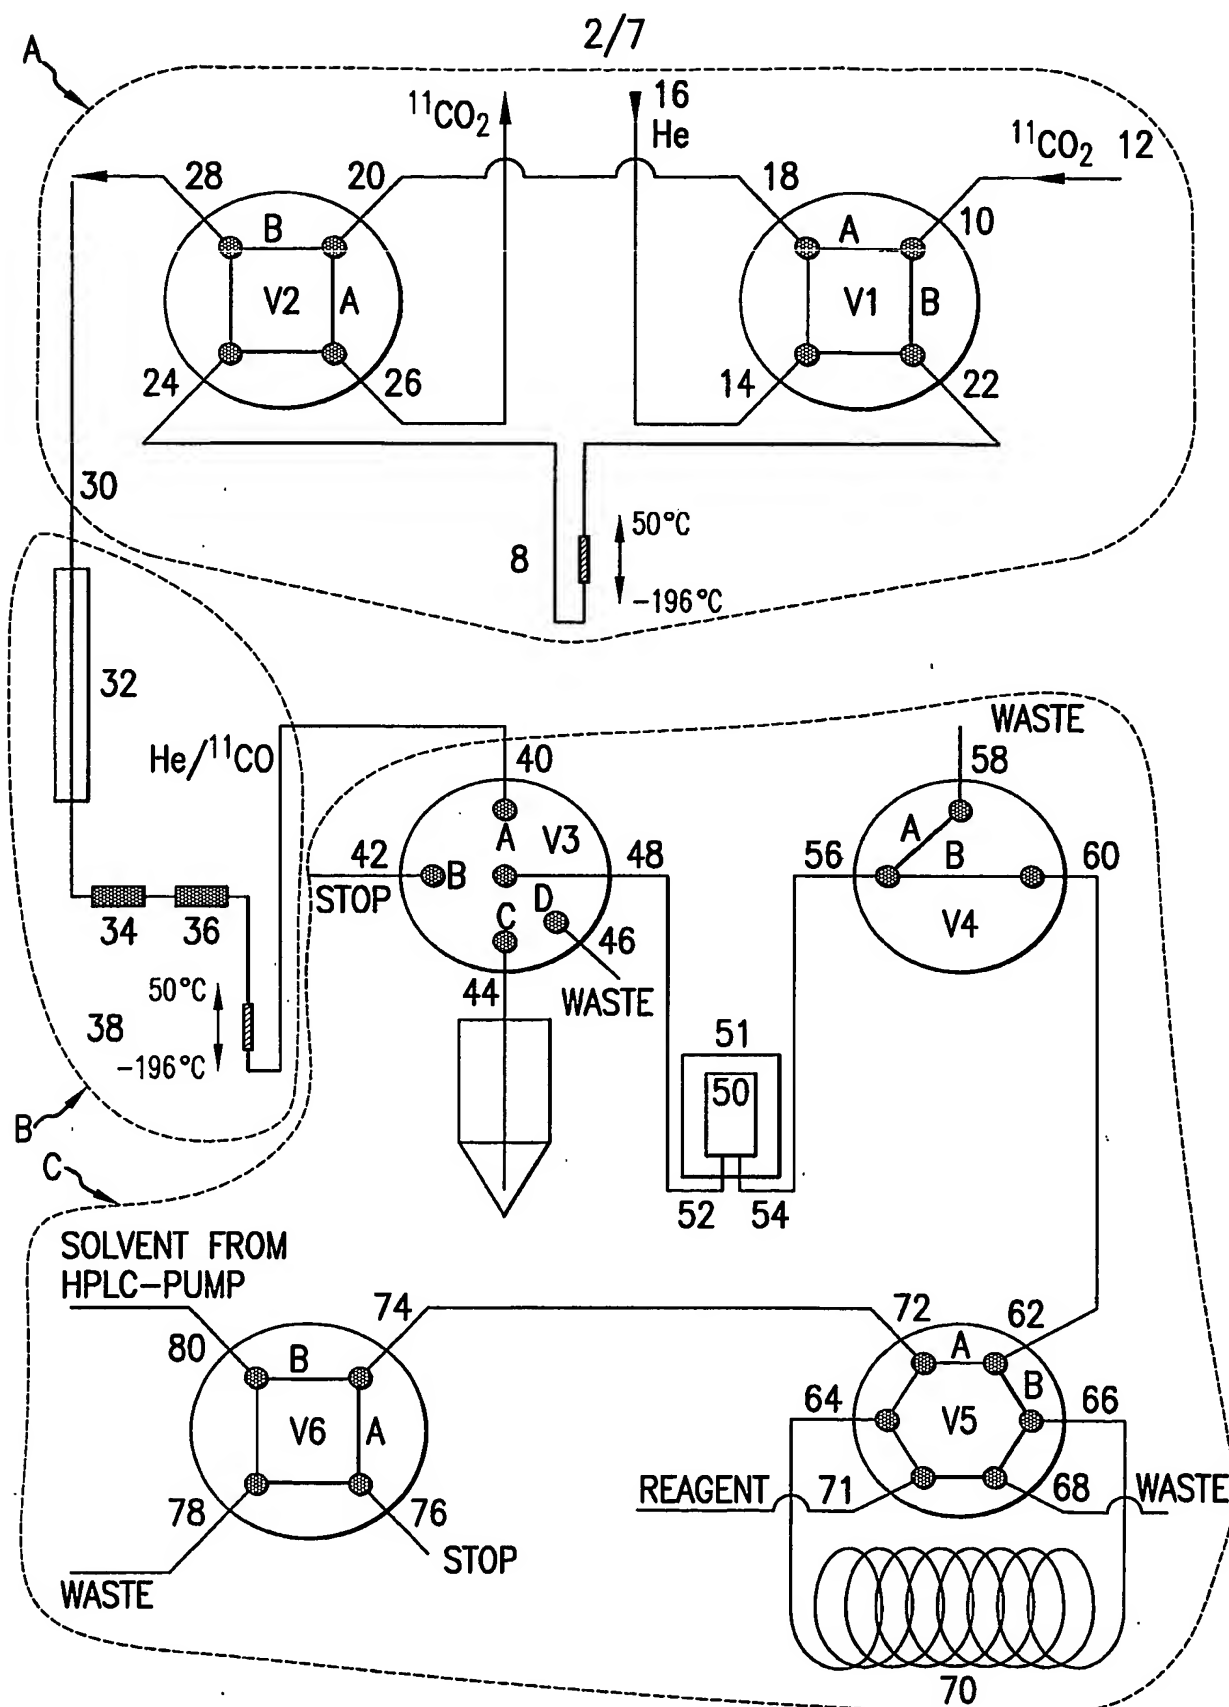 2/7
A
11CO2
16
He
11CO2 12
28
20
18
10
B
A
V2
A
V1
B
24
26
14
22
30
8
50°C
-196°C
32
He/11CO
WASTE
40
58
A
V3
A
42
B
48
56
B
60
STOP
D
C
V4
34
36
46
44
WASTE
50°C
38
-196°C
51
50
B
C
52
54
SOLVENT FROM
HPLC-PUMP
74
72
62
80
B
A
B
64
66
V6
A
V5
REAGENT
71
68
WASTE
78
76
STOP
WASTE
70